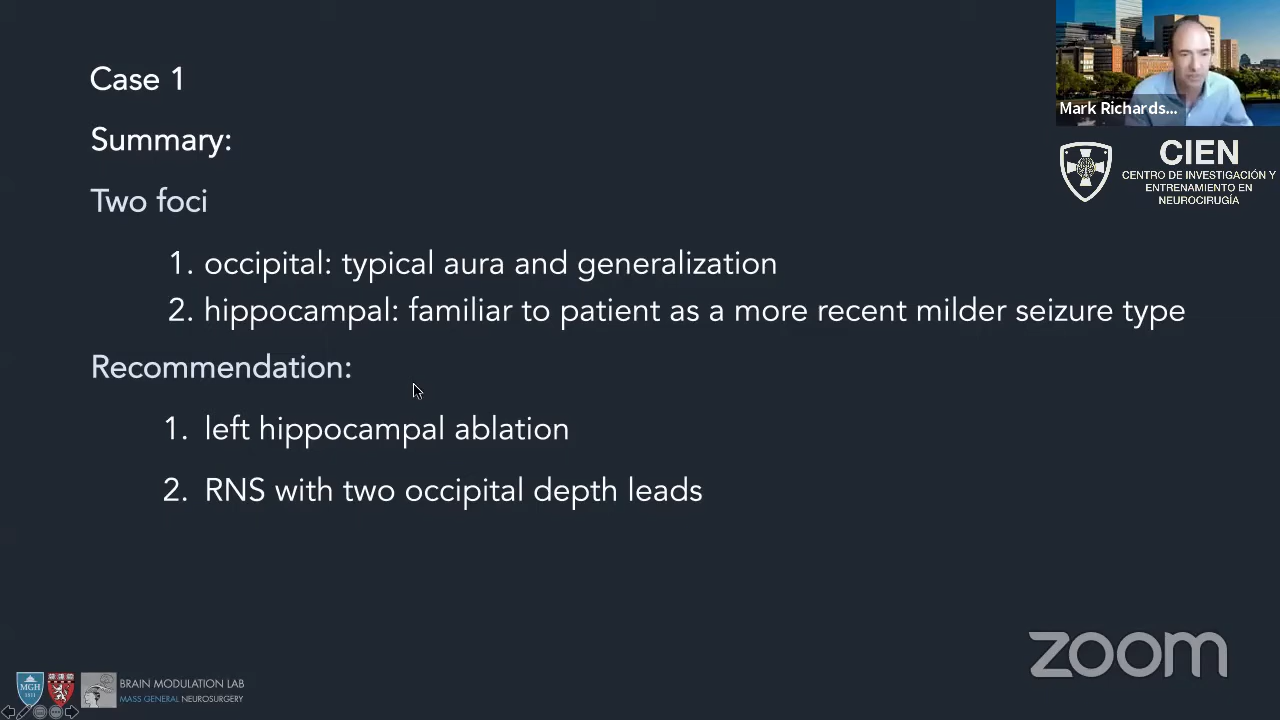 Case 1
Summary:
Two foci
1. occipital: typical aura and generalization
2. hippocampal: familiar to patient as a more recent milder seizure type
Recommendation:
1. left hippocampal ablation
2. RNS with two occipital depth leads
Mark Richards...
CIEN
CENTRO DE INVESTIGACIÓN Y
ENTRENAMIENTO EN
NEUROCIRUGÍA
zoom
MGH
1811
BRAIN MODULATION LAB
MASS GENERAL NEUROSURGERY